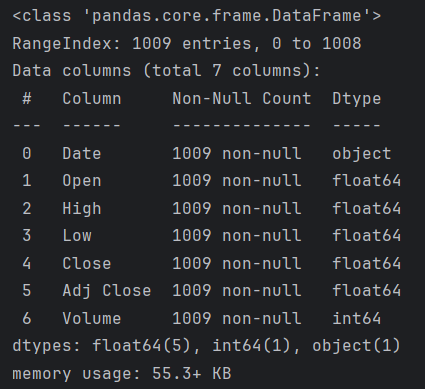 <class 'pandas.core.frame.DataFrame'>
RangeIndex: 1009 entries, 0 to 1008
Data columns (total 7 columns):
 #   Column     Non-Null Count  Dtype
---  ------     --------------  -----
 0   Date       1009 non-null   object
 1   Open       1009 non-null   float64
 2   High       1009 non-null   float64
 3   Low        1009 non-null   float64
 4   Close      1009 non-null   float64
 5   Adj Close  1009 non-null   float64
 6   Volume     1009 non-null   int64
dtypes: float64(5), int64(1), object(1)
memory usage: 55.3+ KB